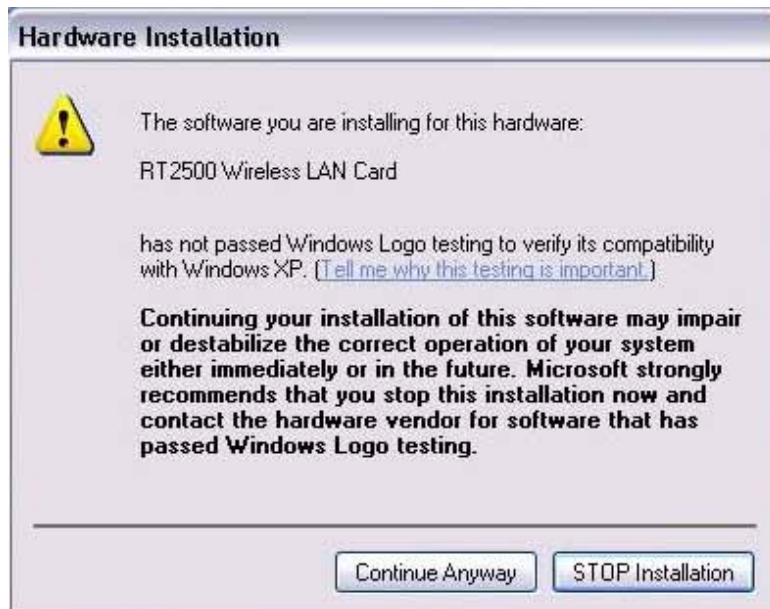 Hardware Installation
The software you are installing for this hardware:
RT2500 Wireless LAN Card
has not passed Windows Logo testing to verify its compatibility
with Windows XP. (Tell me why this testing is important.)
Continuing your installation of this software may impair
or destabilize the correct operation of your system
either immediately or in the future. Microsoft strongly
recommends that you stop this installation now and
contact the hardware vendor for software that has
passed Windows Logo testing.
Continue Anyway
STOP Installation